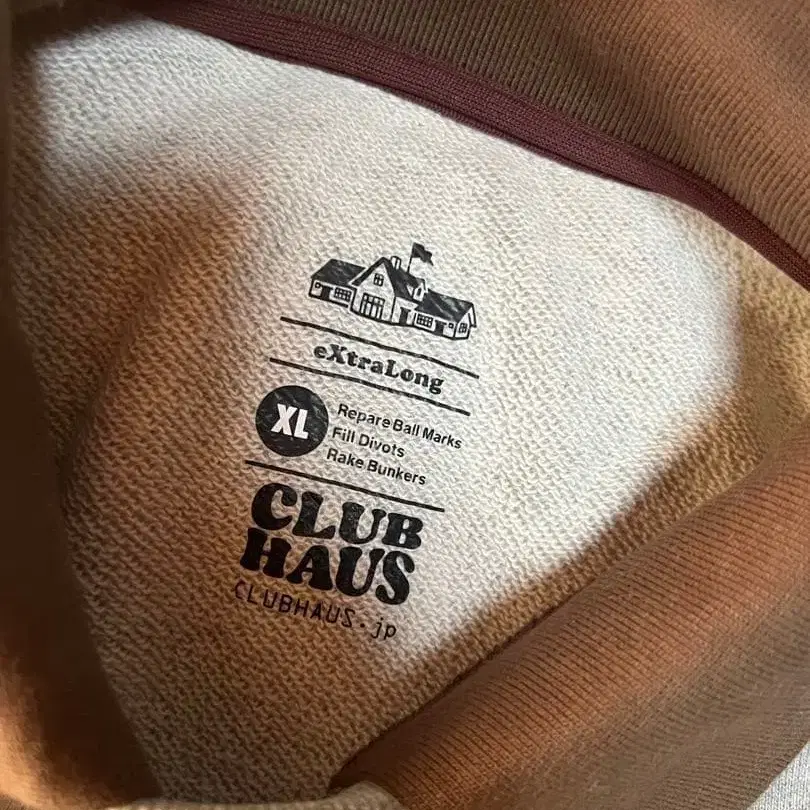 eXtraLong
XL
Repare Ball Marks
Fill Divots
Rake Bunkers
CLUB
HAUS
CLUBHAUS.jp